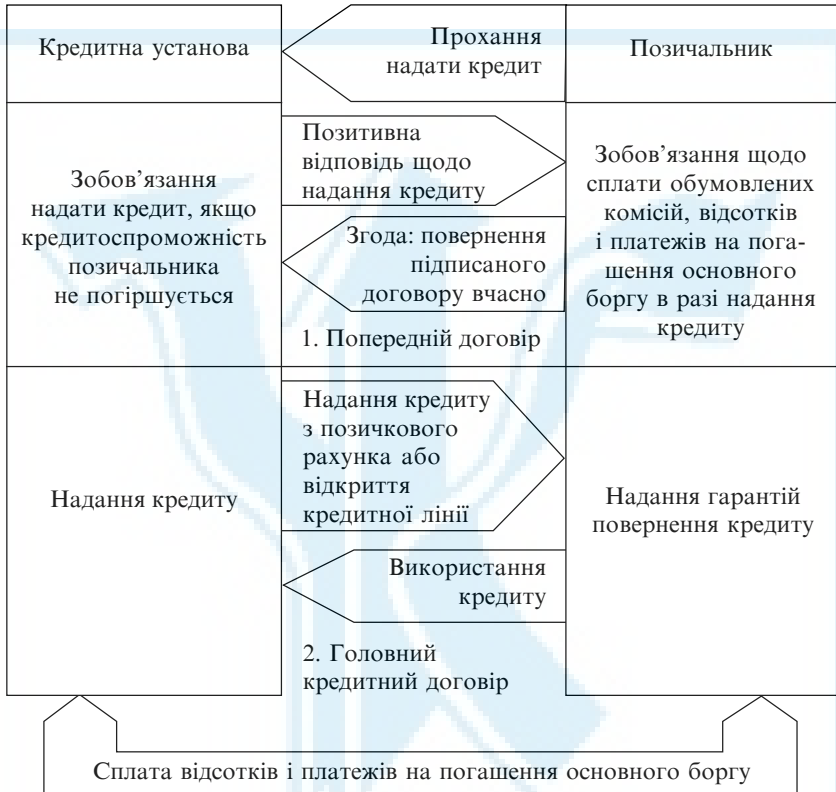 Кредитна установа
Прохання
надати кредит
Позичальник
Зобов’язання
надати кредит, якщо
кредитоспроможність
позичальника
не погіршується
Позитивна
відповідь щодо
надання кредиту
Згода: повернення
підписаного
договору вчасно
1. Попередній договір
Зобов’язання щодо
сплати обумовлених
комісій, відсотків
і платежів на пога-
шення основного
боргу в разі надання
кредиту
Надання кредиту
Надання кредиту
з позичкового
рахунка або
відкриття
кредитної лінії
Використання
кредиту
2. Головний
кредитний договір
Надання гарантій
повернення кредиту
Сплата відсотків і платежів на погашення основного боргу